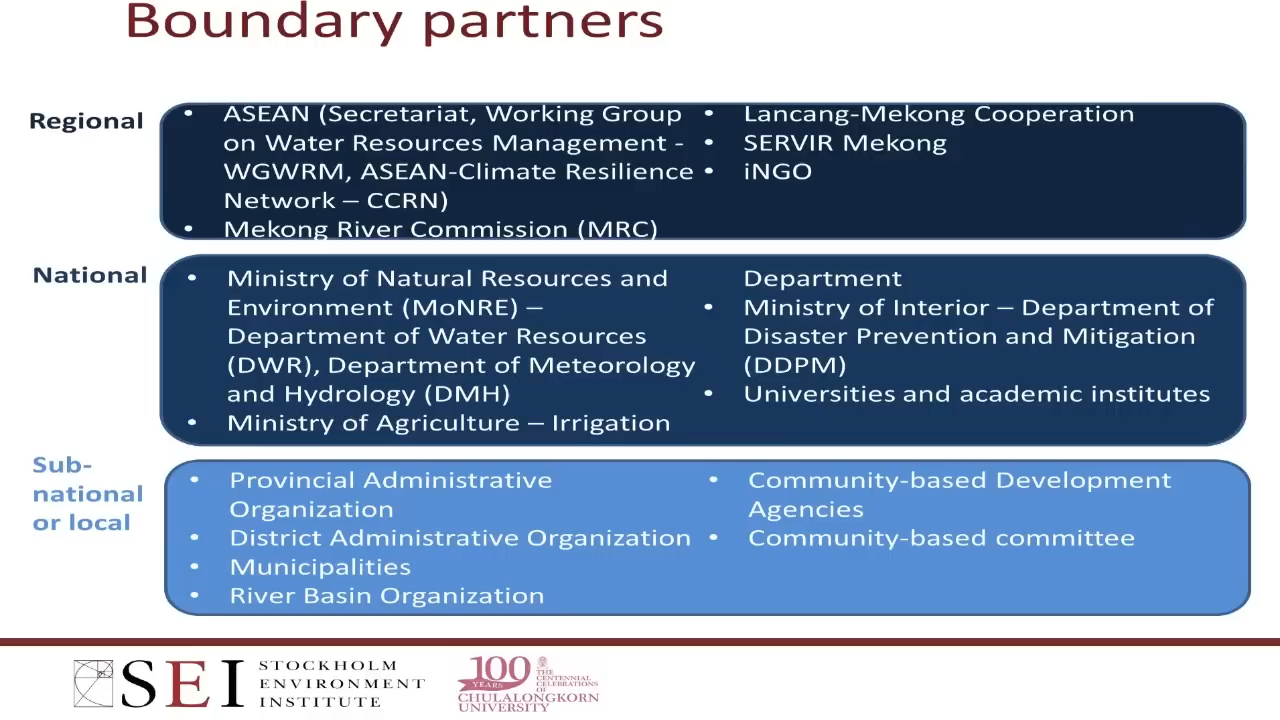 Boundary partners
Regional
• ASEAN (Secretariat, Working Group
on Water Resources Management -
WGWRM, ASEAN-Climate Resilience
Network – CCRN)
• Mekong River Commission (MRC)
• Lancang-Mekong Cooperation
• SERVIR Mekong
• iNGO
National
• Ministry of Natural Resources and
Environment (MoNRE) –
Department of Water Resources
(DWR), Department of Meteorology
and Hydrology (DMH)
• Ministry of Agriculture – Irrigation
Department
• Ministry of Interior – Department of
Disaster Prevention and Mitigation
(DDPM)
• Universities and academic institutes
Sub-
national
or local
• Provincial Administrative
Organization
• District Administrative Organization
• Municipalities
• River Basin Organization
• Community-based Development
Agencies
• Community-based committee
SEI
STOCKHOLM
ENVIRONMENT
INSTITUTE
100
YEARS
THE
CENTENNIAL
CELEBRATIONS
OF
CHULALONGKORN
UNIVERSITY